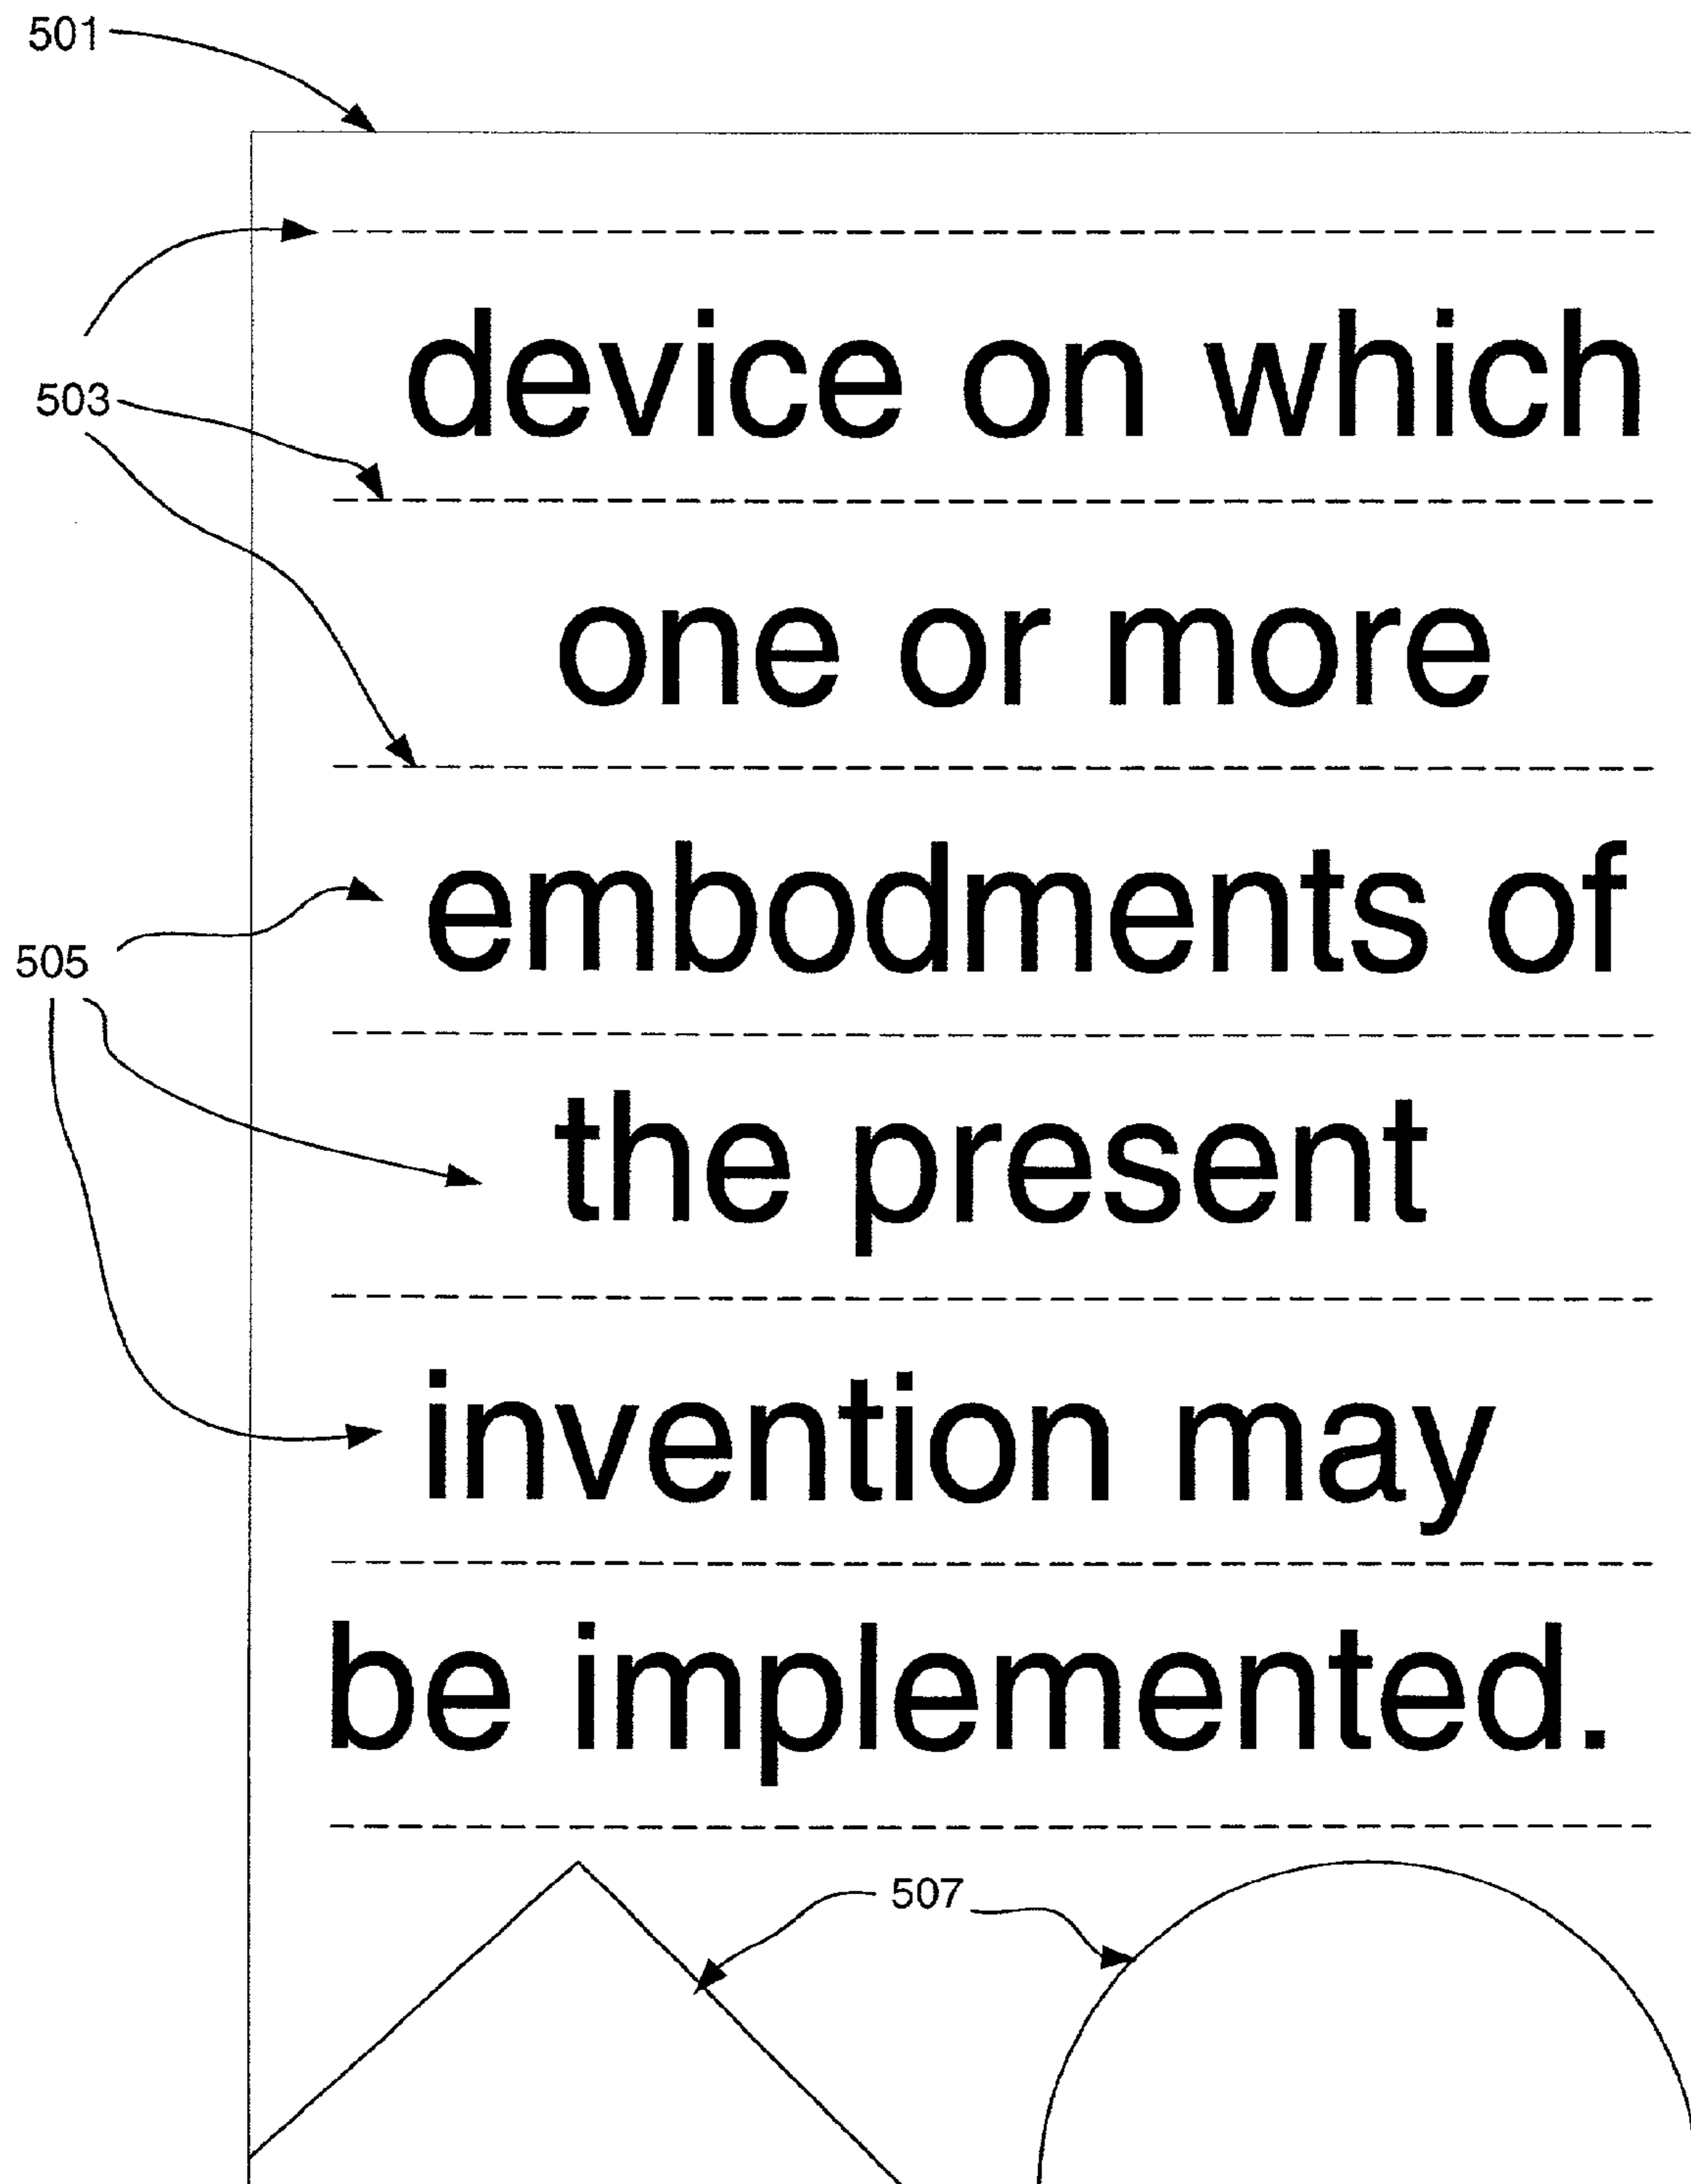 501
device on which
503
one or more
embodments of
505
the present
invention may
be implemented.
507